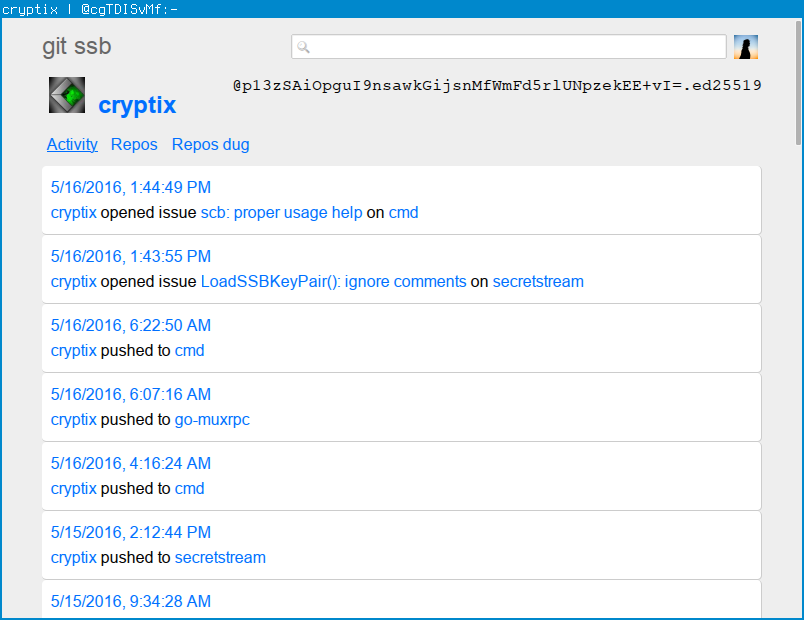 cryptix | @cgTDISvMf:-
git ssb
@p13zSAiOpguI9nsawkGijsnMfWmFd5rlUNpzekEE+vI=.ed25519
cryptix
Activity Repos Repos dug
5/16/2016, 1:44:49 PM
cryptix opened issue scb: proper usage help on cmd
5/16/2016, 1:43:55 PM
cryptix opened issue LoadSSBKeyPair(): ignore comments on secretstream
5/16/2016, 6:22:50 AM
cryptix pushed to cmd
5/16/2016, 6:07:16 AM
cryptix pushed to go-muxrpc
5/16/2016, 4:16:24 AM
cryptix pushed to cmd
5/15/2016, 2:12:44 PM
cryptix pushed to secretstream
5/15/2016, 9:34:28 AM